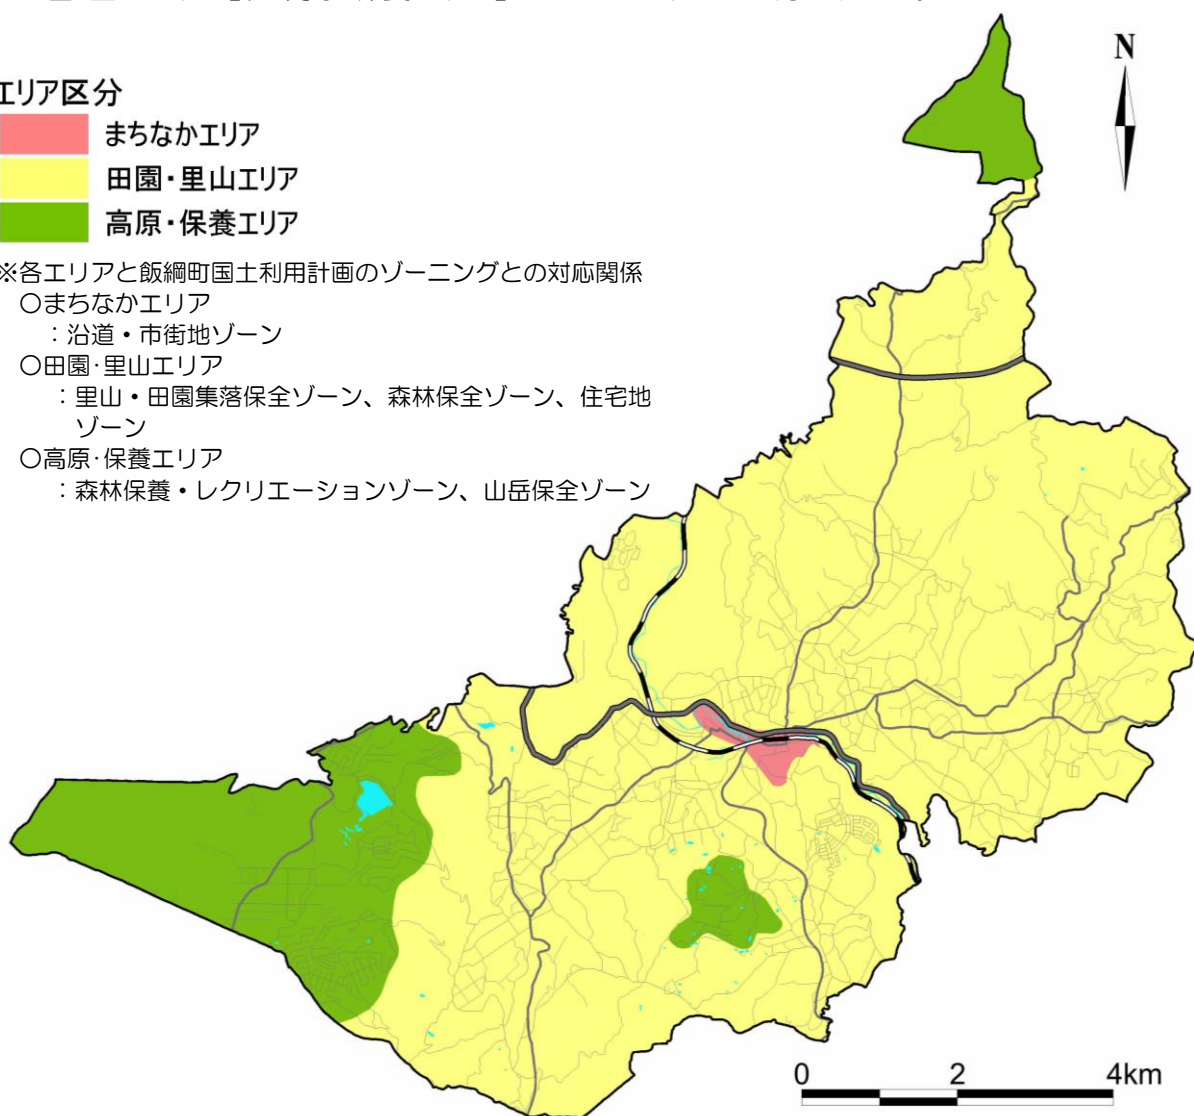 エリア区分
まちなかエリア
田園・里山エリア
高原・保養エリア
※各エリアと飯綱町国土利用計画のゾーニングとの対応関係
〇まちなかエリア
：沿道・市街地ゾーン
〇田園・里山エリア
：里山・田園集落保全ゾーン、森林保全ゾーン、住宅地
ゾーン
〇高原・保養エリア
：森林保養・レクリエーションゾーン、山岳保全ゾーン
N
0 2 4km